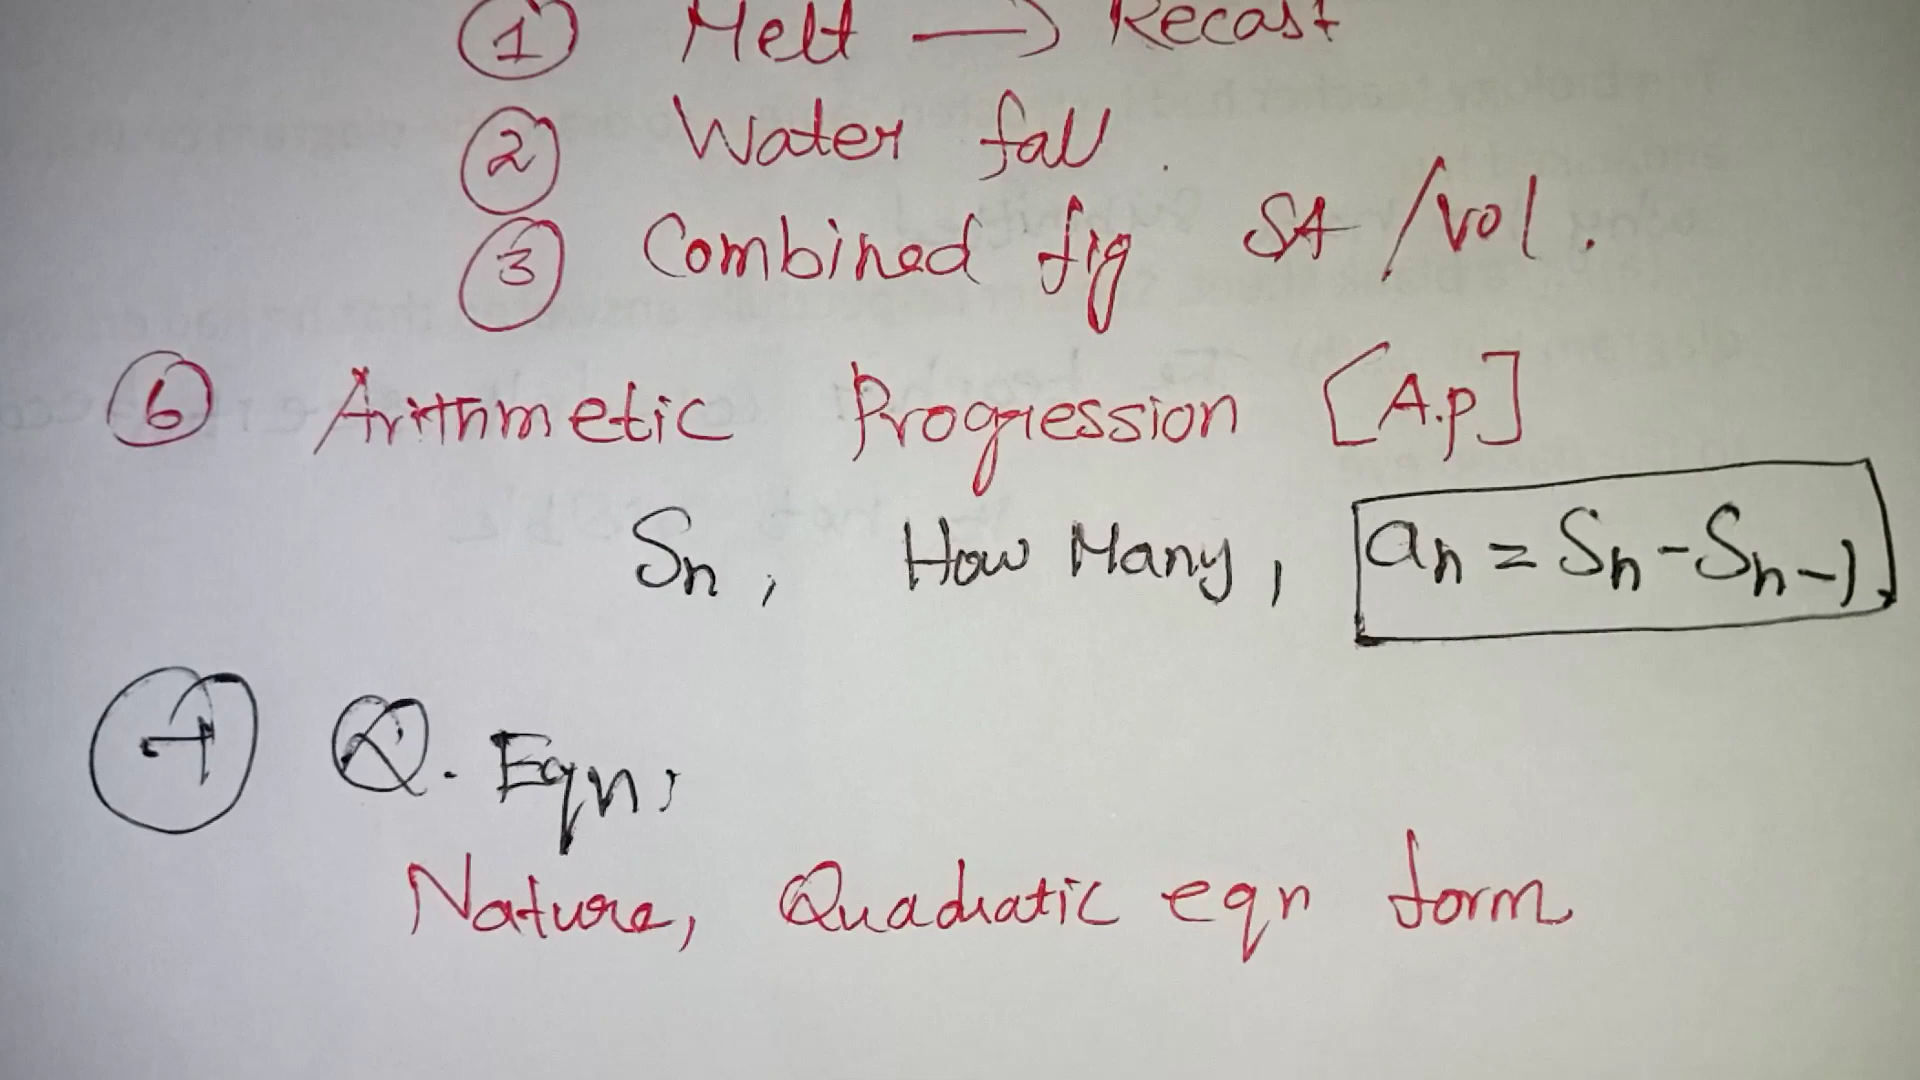 ① Melt → Recast
② Water fall
③ Combined fig SA/Vol.
⑥ Arithmetic Progression [A.P]
Sn, How Many, an = Sn - Sn-1
⑦ Q. Eqn,
Nature, Quadratic eqn form